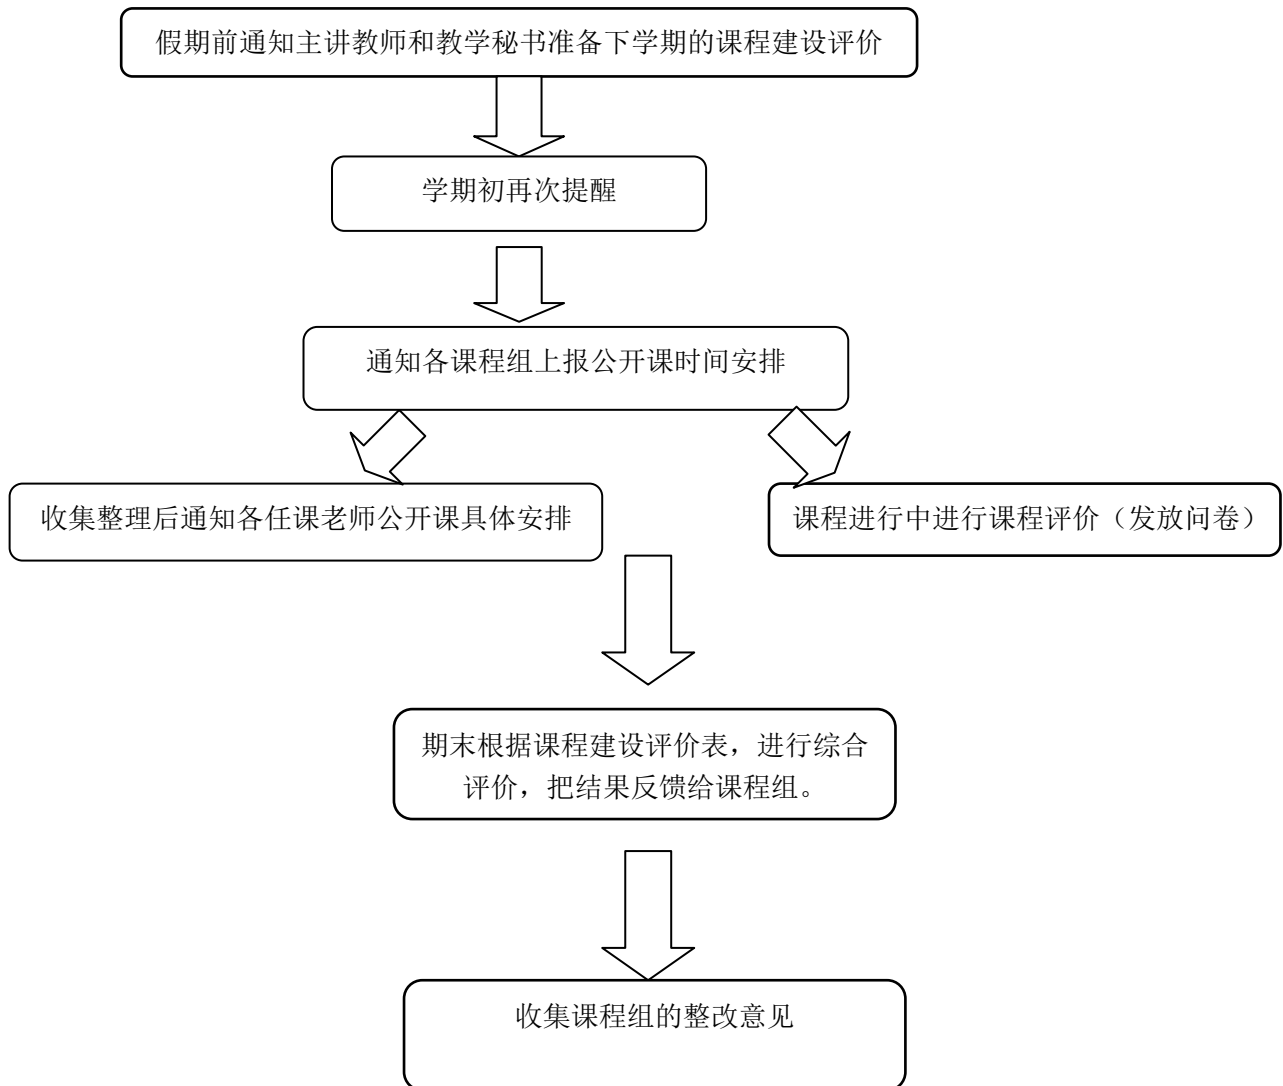 假期前通知主讲教师和教学秘书准备下学期的课程建设评价
学期初再次提醒
通知各课程组上报公开课时间安排
收集整理后通知各任课老师公开课具体安排
课程进行中进行课程评价（发放问卷）
期末根据课程建设评价表，进行综合
评价，把结果反馈给课程组。
收集课程组的整改意见